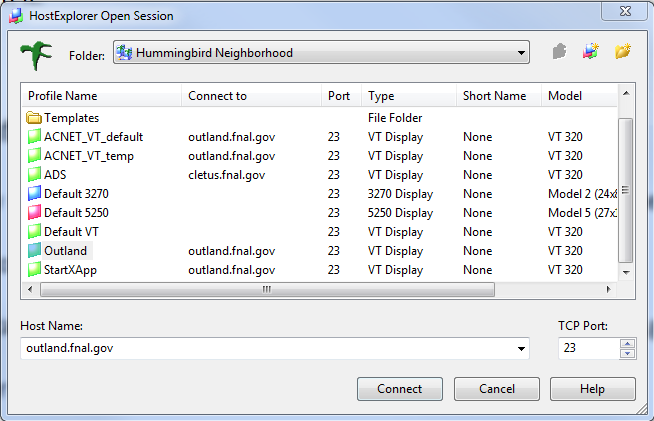 HostExplorer Open Session
Folder: Hummingbird Neighborhood
Profile Name Connect to Port Type Short Name Model
Templates File Folder
ACNET_VT_default outland.fnal.gov 23 VT Display None VT 320
ACNET_VT_temp outland.fnal.gov 23 VT Display None VT 320
ADS cletus.fnal.gov 23 VT Display None VT 320
Default 3270 23 3270 Display None Model 2 (24x
Default 5250 23 5250 Display None Model 5 (27x
Default VT 23 VT Display None VT 320
Outland outland.fnal.gov 23 VT Display None VT 320
StartXApp outland.fnal.gov 23 VT Display None VT 320
Host Name: TCP Port:
outland.fnal.gov 23
Connect Cancel Help